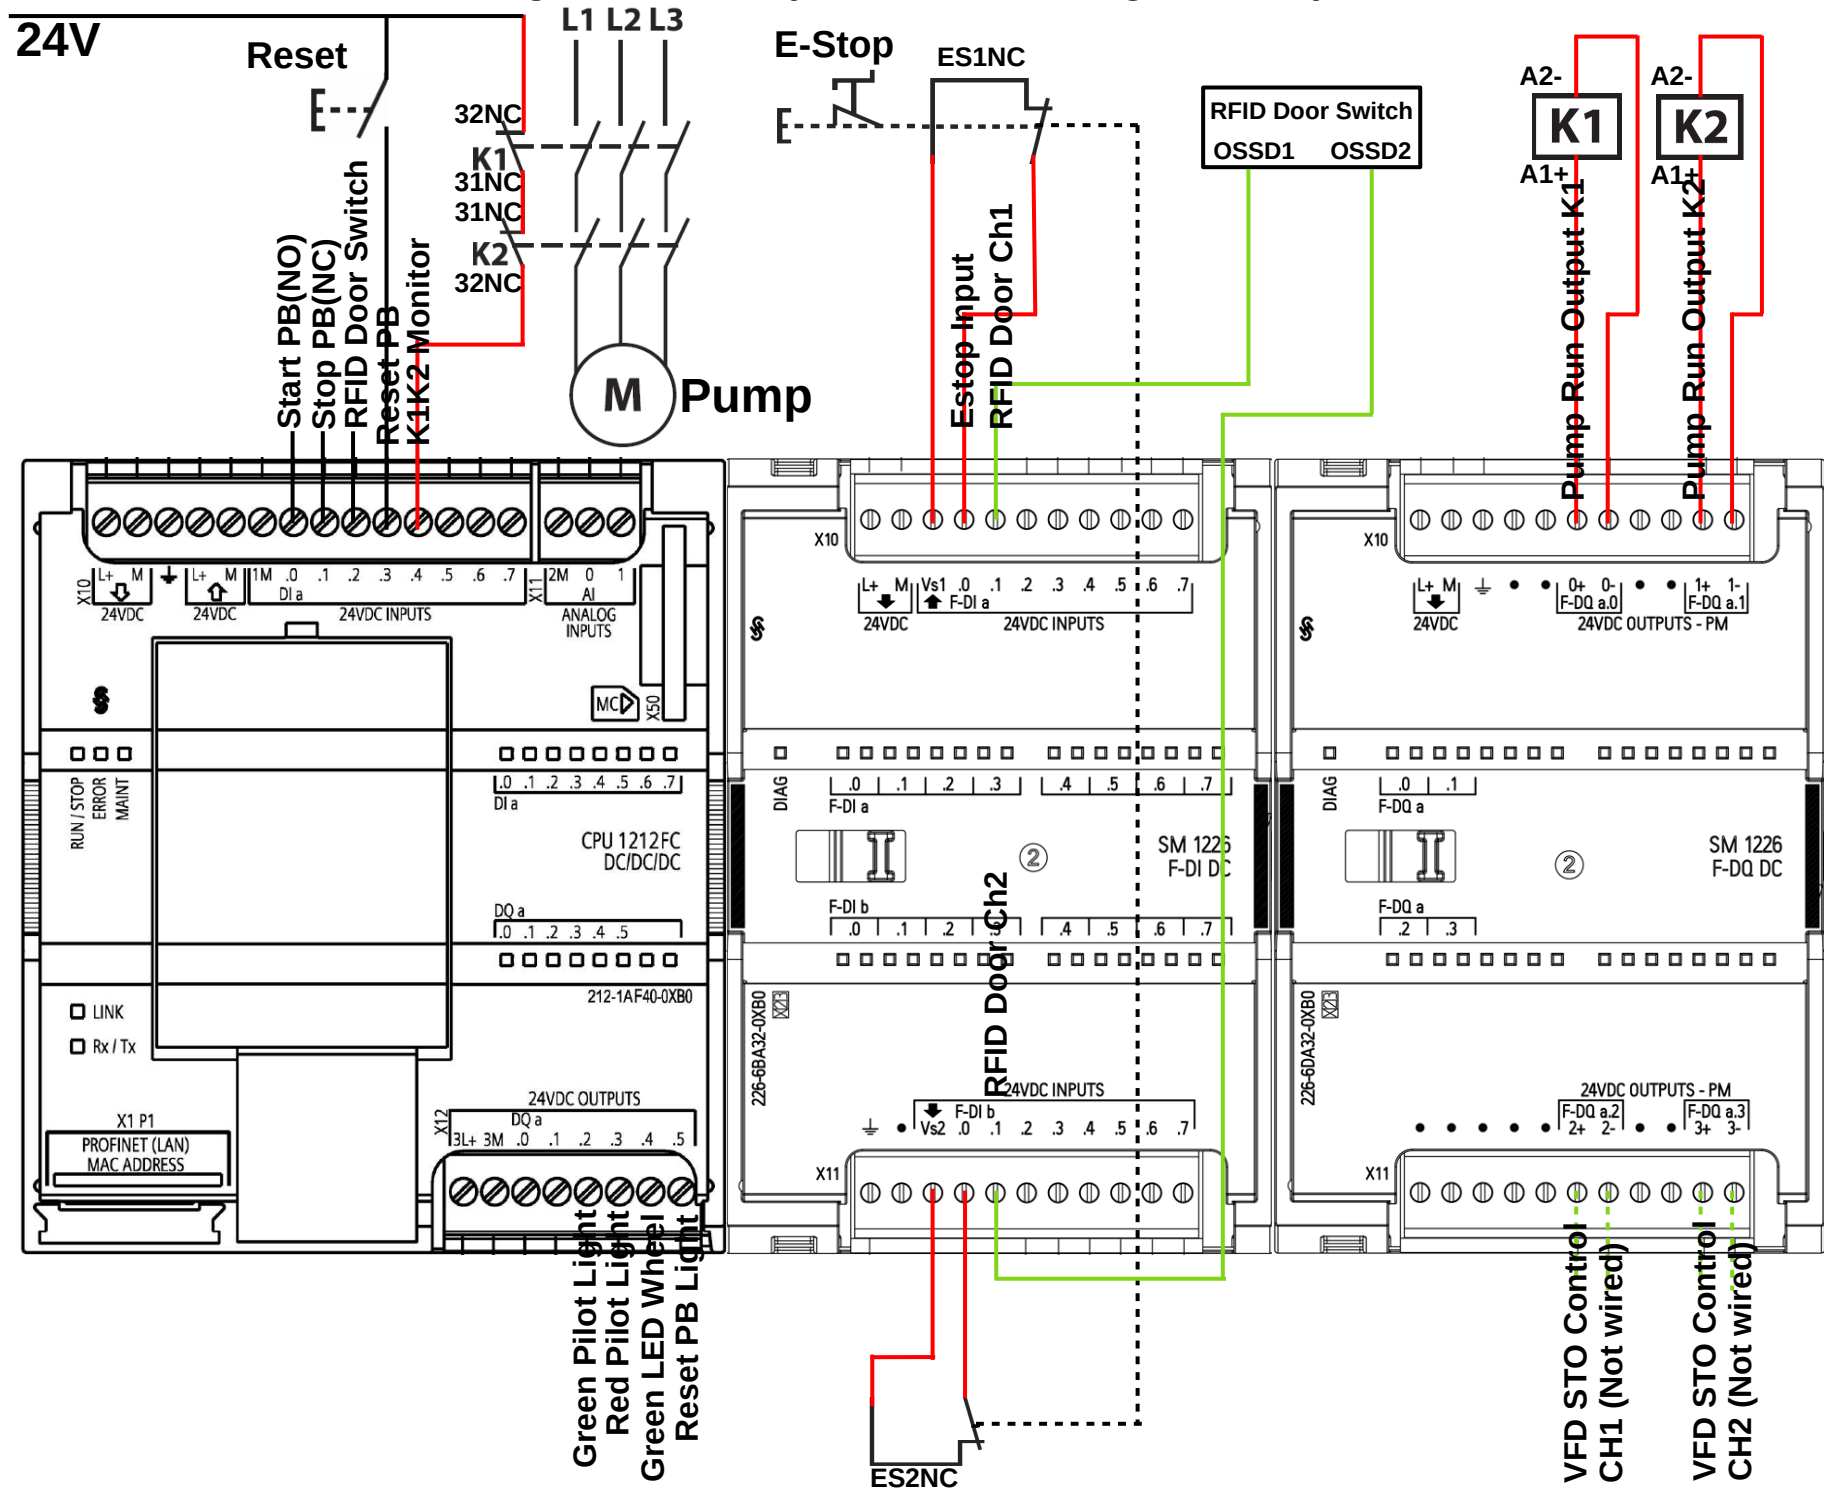 24V
Reset
L1 L2 L3
E-Stop
ES1NC
RFID Door Switch
OSSD1 OSSD2
A2-
K1
A1+
A2-
K2
A1+
32NC
K1
31NC
31NC
K2
32NC
M
Pump
Start PB(NO)
Stop PB(NC)
RFID Door Switch
Reset PB
K1K2 Monitor
Estop Input
RFID Door Ch1
Pump Run Output K1
Pump Run Output K2
X10
L+ M
24VDC
L+ M
24VDC
1M .0 .1 .2 .3 .4 .5 .6 .7
DI a
24VDC INPUTS
X11
2M 0 1
AI
ANALOG
INPUTS
MC
X50
RUN / STOP
ERROR
MAINT
.0 .1 .2 .3 .4 .5 .6 .7
DI a
CPU 1212FC
DC/DC/DC
DQ a
.0 .1 .2 .3 .4 .5
212-1AF40-0XB0
LINK
Rx / Tx
X1 P1
PROFINET (LAN)
MAC ADDRESS
24VDC OUTPUTS
X12
DQ a
3L+ 3M .0 .1 .2 .3 .4 .5
Green Pilot Light
Red Pilot Light
Green LED Wheel
Reset PB Light
X10
L+ M
24VDC
Vs1 .0 .1 .2 .3 .4 .5 .6 .7
F-DI a
24VDC INPUTS
DIAG
.0 .1 .2 .3 .4 .5 .6 .7
F-DI a
2
SM 1226
F-DI DC
F-DI b
.0 .1 .2 .3 .4 .5 .6 .7
RFID Door Ch2
226-6BA32-0XB0
24VDC INPUTS
F-DI b
Vs2 .0 .1 .2 .3 .4 .5 .6 .7
X11
ES2NC
X10
L+ M
24VDC
0+ 0-
F-DQ a.0
1+ 1-
F-DQ a.1
24VDC OUTPUTS - PM
DIAG
.0 .1
F-DQ a
2
SM 1226
F-DQ DC
F-DQ a
.2 .3
226-6DA32-0XB0
24VDC OUTPUTS - PM
F-DQ a.2
2+ 2-
F-DQ a.3
3+ 3-
X11
VFD STO Control
CH1 (Not wired)
VFD STO Control
CH2 (Not wired)